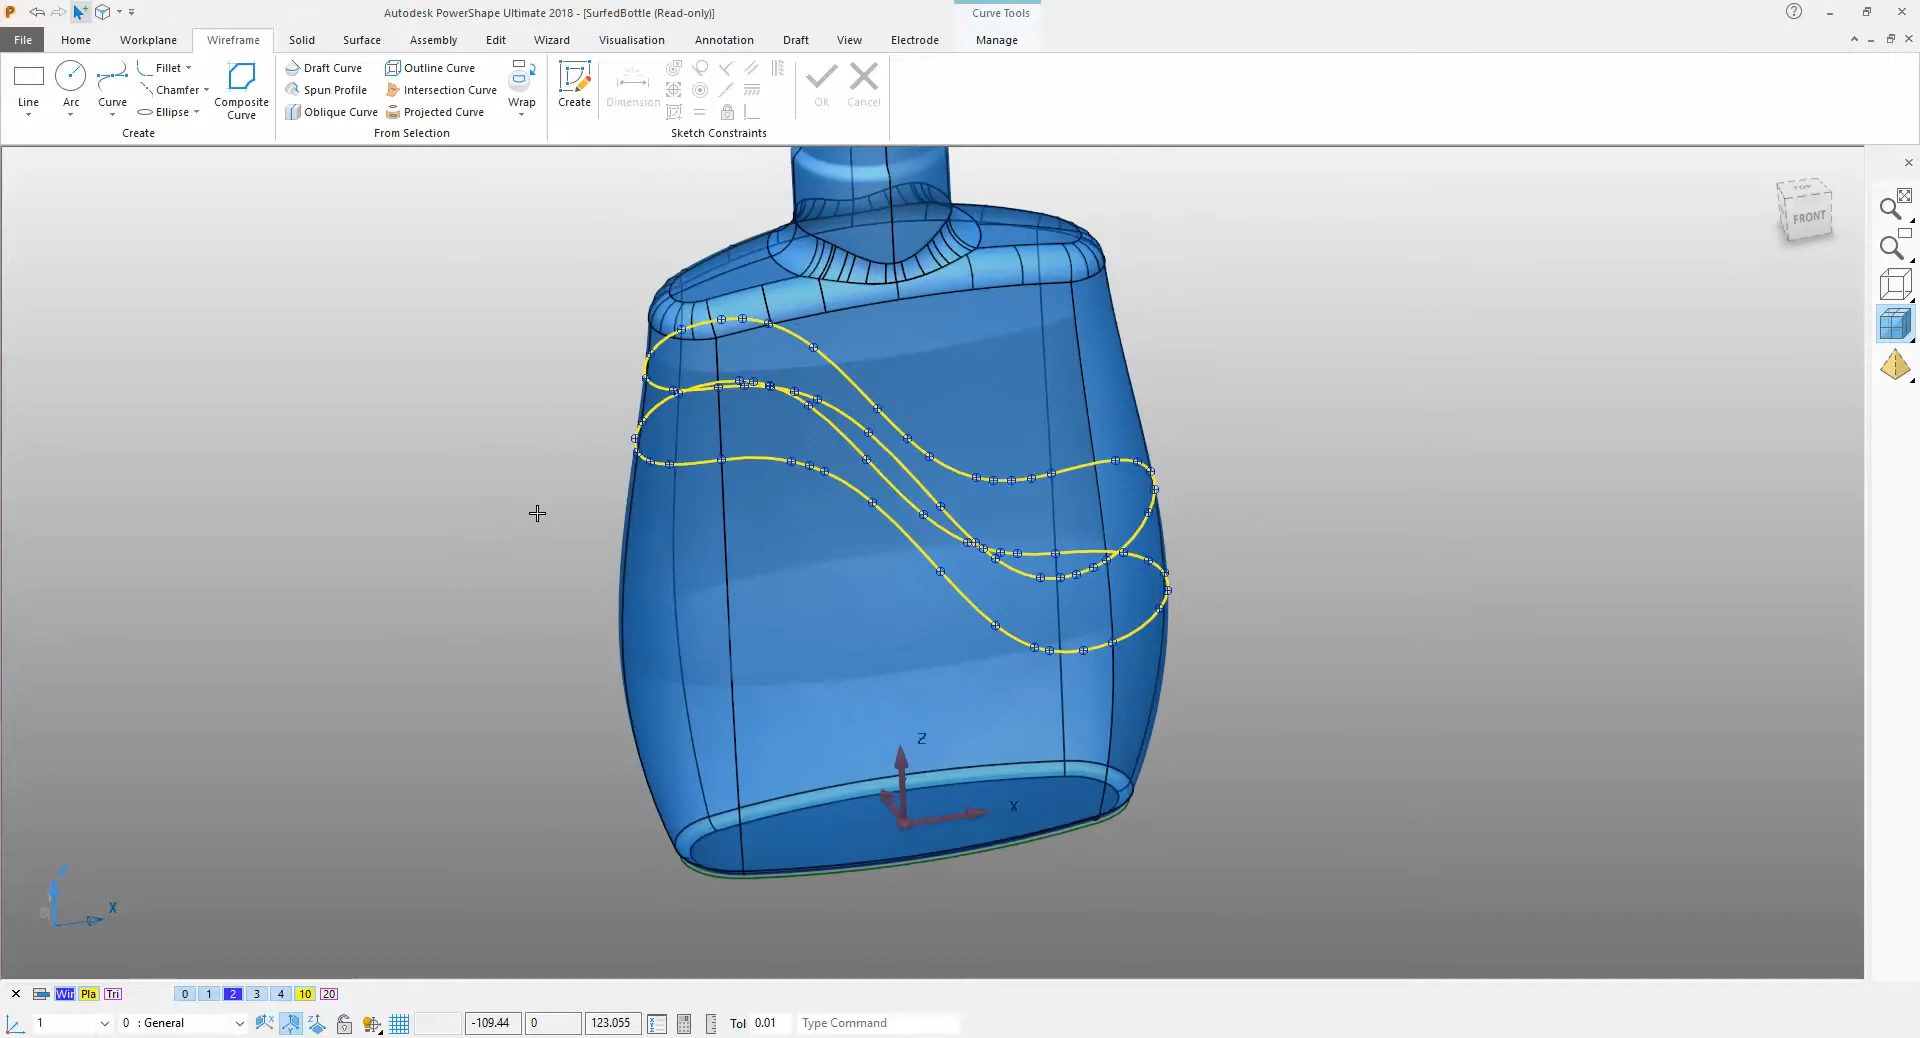 Autodesk PowerShape Ultimate 2018 - [SurfedBottle (Read-only)]
Curve Tools
File Home Workplane Wireframe Solid Surface Assembly Edit Wizard Visualisation Annotation Draft View Electrode Manage
Line
Arc
Curve
Fillet
Chamfer
Ellipse
Composite
Curve
Create
Draft Curve
Spun Profile
Oblique Curve
Outline Curve
Intersection Curve
Projected Curve
Wrap
From Selection
Create
Dimension
OK
Cancel
Sketch Constraints
TOP
FRONT
Z
X
X
Wir Pla Tri 0 1 2 3 4 10 20
1 0 : General -109.44 0 123.055 Tol 0.01 Type Command